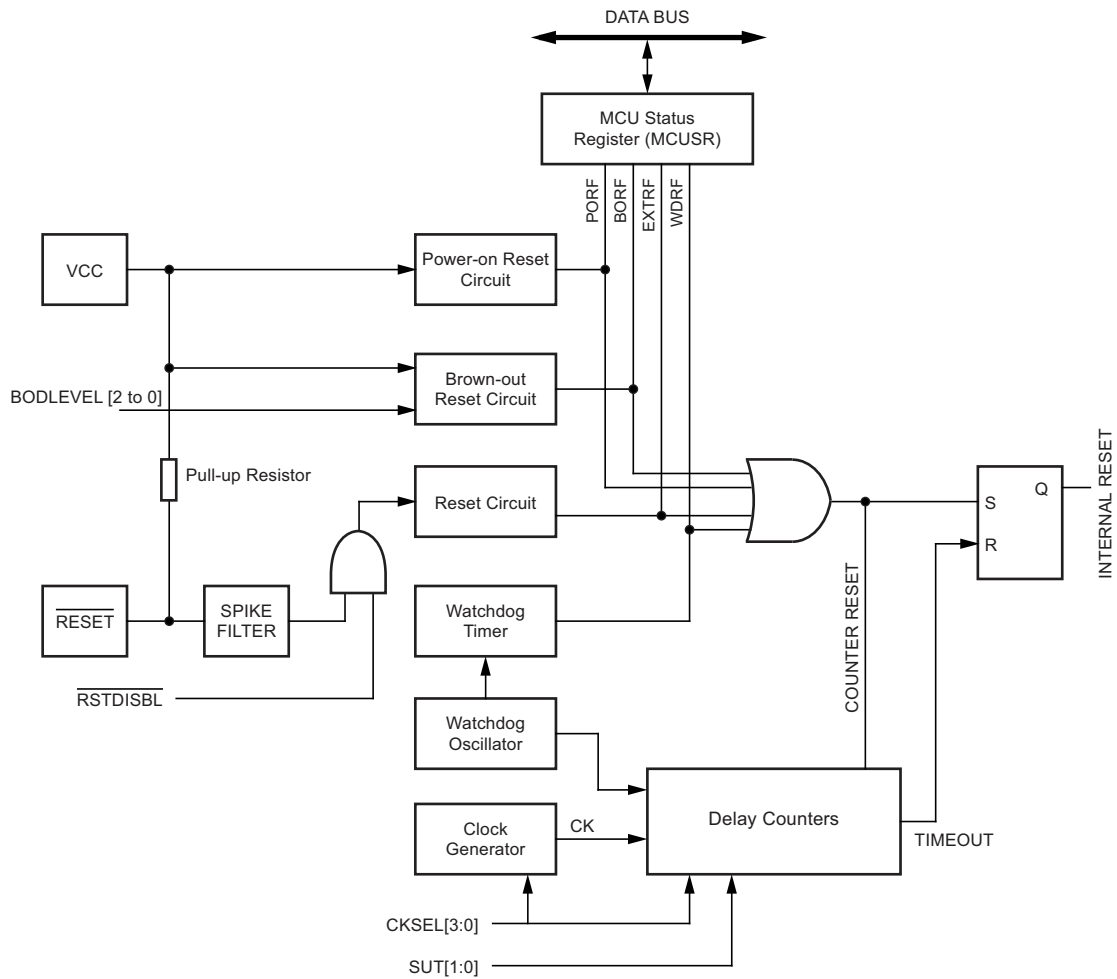 DATA BUS
MCU Status
Register (MCUSR)
PORF
BORF
EXTRF
WDRF
VCC
Power-on Reset
Circuit
Brown-out
Reset Circuit
BODLEVEL [2 to 0]
Pull-up Resistor
Reset Circuit
S
Q
R
INTERNAL RESET
RESET
SPIKE
FILTER
Watchdog
Timer
COUNTER RESET
RSTDISBL
Watchdog
Oscillator
Clock
Generator
CK
Delay Counters
TIMEOUT
CKSEL[3:0]
SUT[1:0]